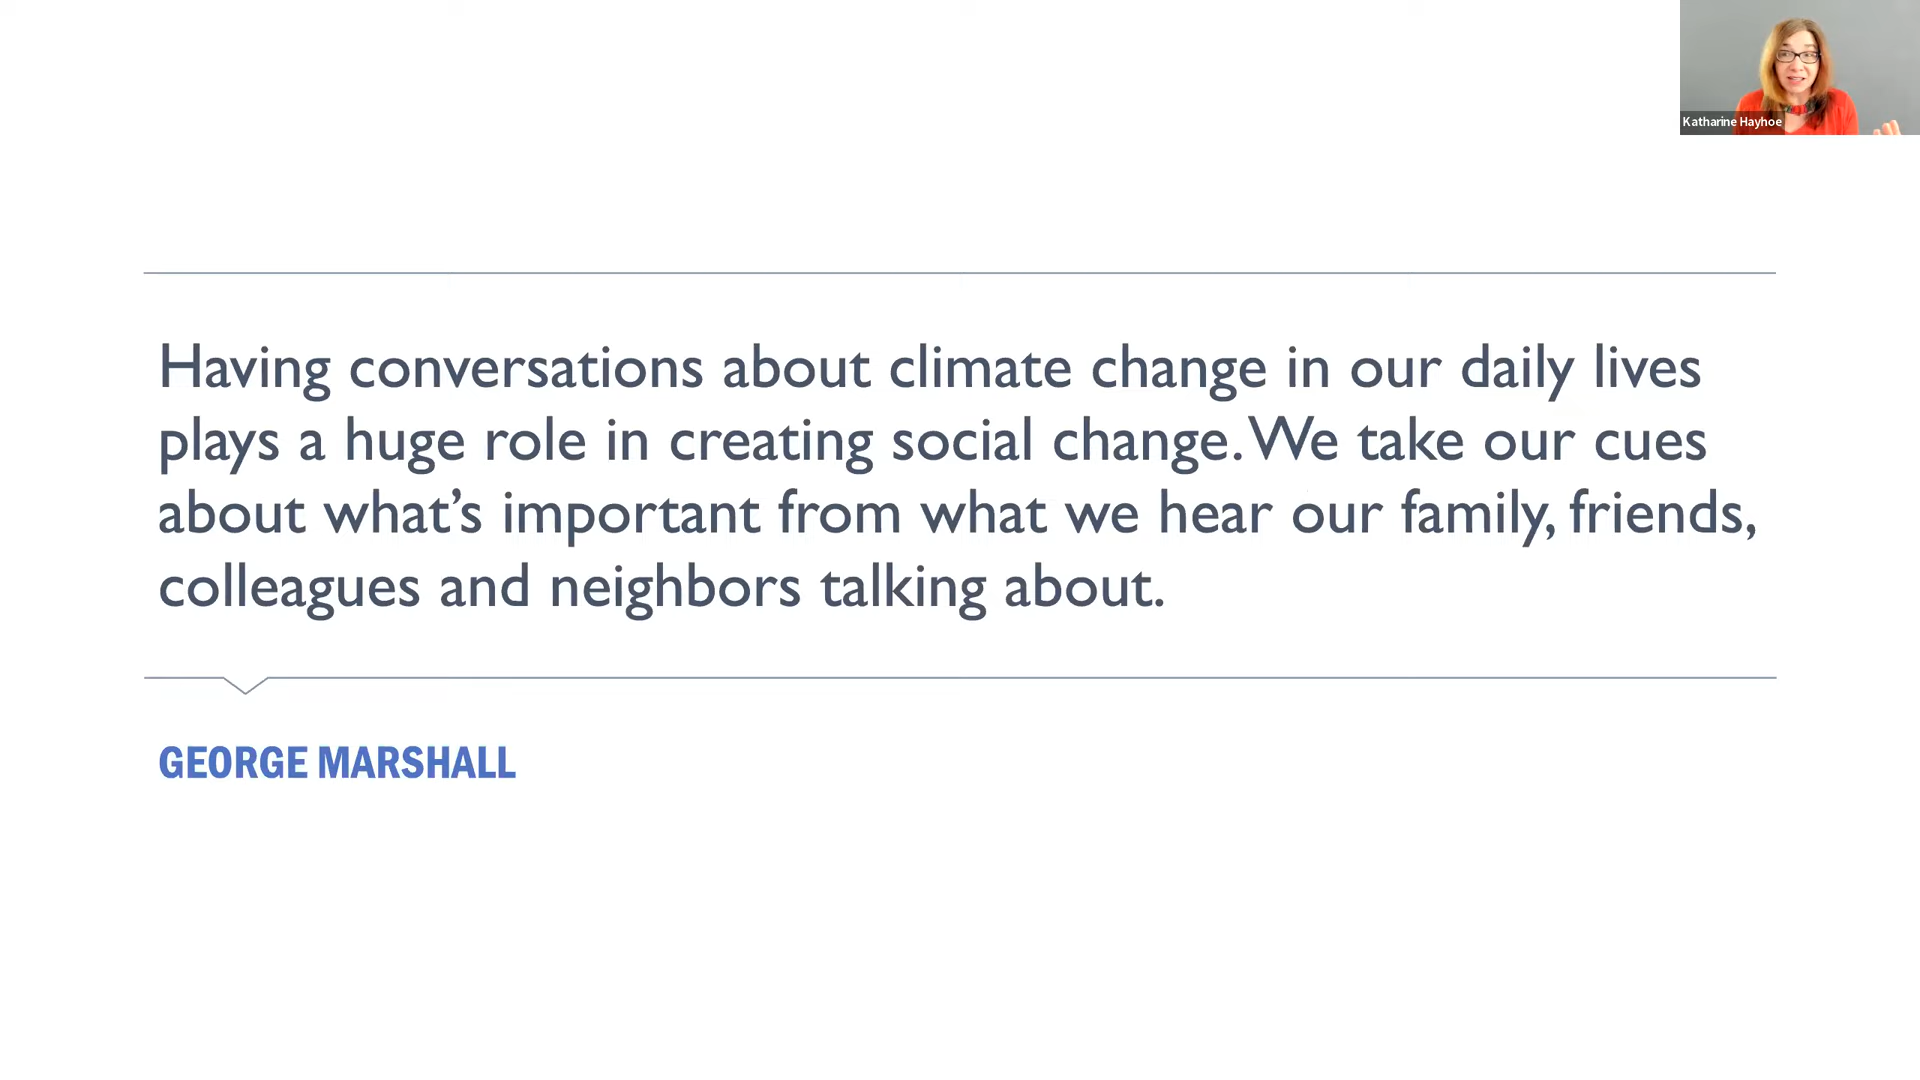 Katharine Hayhoe
Having conversations about climate change in our daily lives
plays a huge role in creating social change. We take our cues
about what’s important from what we hear our family, friends,
colleagues and neighbors talking about.
GEORGE MARSHALL